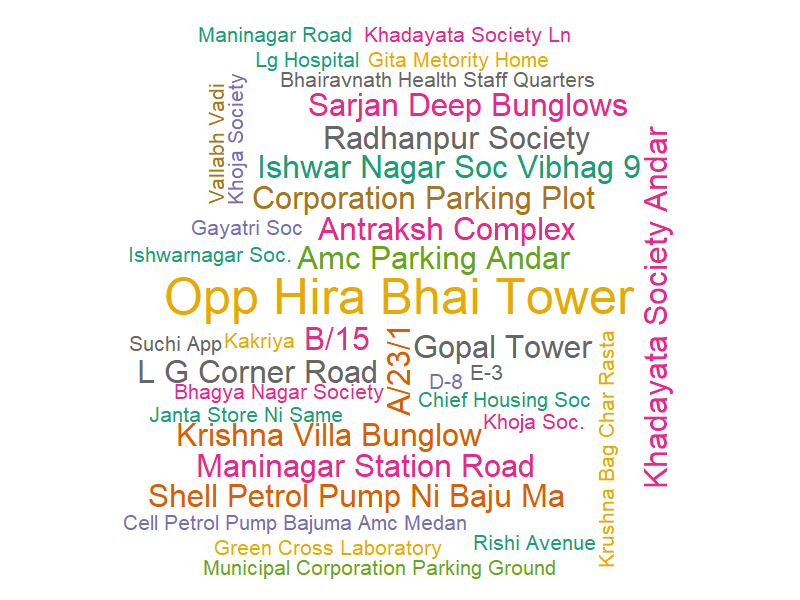 Maninagar Road
Khadayata Society Ln
Lg Hospital
Gita Metority Home
Bhairavnath Health Staff Quarters
Vallabh Vadi
Khoja Society
Sarjan Deep Bunglows
Radhanpur Society
Ishwar Nagar Soc Vibhag 9
Corporation Parking Plot
Khadayata Society Andar
Gayatri Soc
Antraksh Complex
Ishwarnagar Soc.
Amc Parking Andar
Opp Hira Bhai Tower
Suchi App
Kakriya
B/15
A/23/1
Gopal Tower
L G Corner Road
D-8
E-3
Krushna Bag Char Rasta
Bhagya Nagar Society
Chief Housing Soc
Janta Store Ni Same
Khoja Soc.
Krishna Villa Bunglow
Maninagar Station Road
Shell Petrol Pump Ni Baju Ma
Cell Petrol Pump Bajuma Amc Medan
Green Cross Laboratory
Rishi Avenue
Municipal Corporation Parking Ground